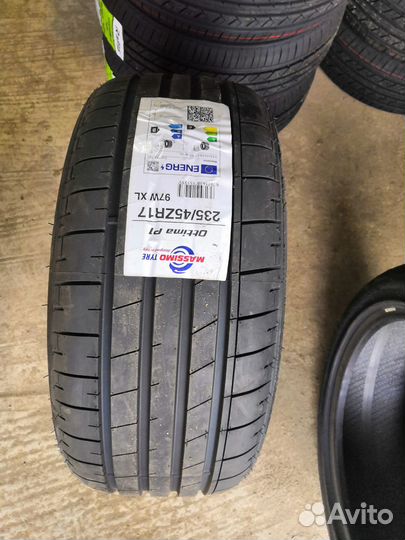 ENERG
235/45ZR17
97W XL
Ottima P1
MASSIMO TYRE
Avito